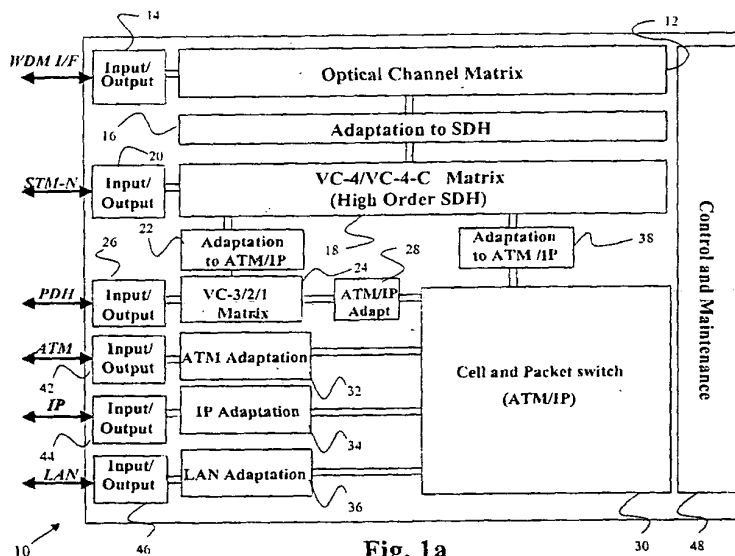 14
12
WDM I/F
Input/
Output
Optical Channel Matrix
16
Adaptation to SDH
20
STM-N
Input/
Output
VC-4/VC-4-C Matrix
(High Order SDH)
22
Adaptation
to ATM/IP
18
Adaptation
to ATM /IP
38
26
24
28
PDH
Input/
Output
VC-3/2/1
Matrix
ATM/IP
Adapt
ATM
Input/
Output
ATM Adaptation
42
32
Cell and Packet switch
(ATM/IP)
IP
Input/
Output
IP Adaptation
44
34
LAN
Input/
Output
LAN Adaptation
36
Control and Maintenance
10
46
Fig. 1a
30
48